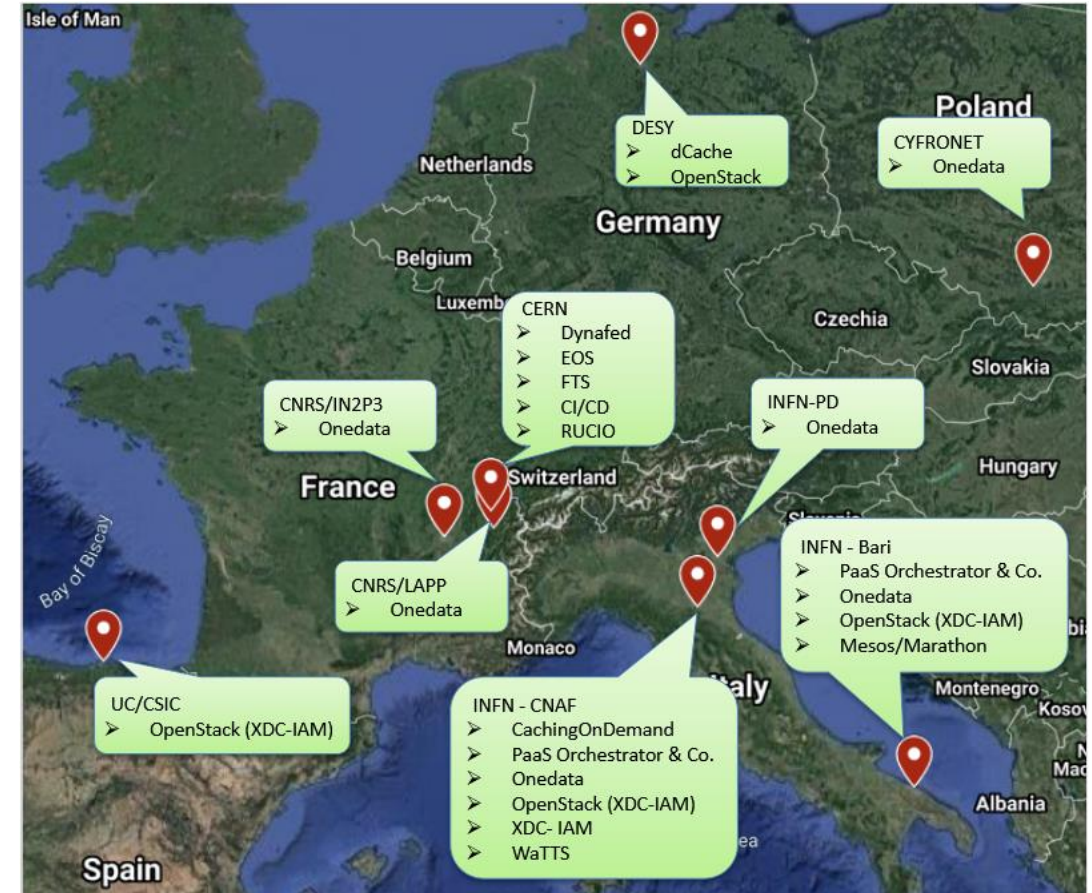 Isle of Man
Poland
DESY
➢ dCache
➢ OpenStack
CYFRONET
➢ Onedata
Netherlands
Germany
Belgium
Luxemb
Czechia
CERN
➢ Dynafed
➢ EOS
➢ FTS
➢ CI/CD
➢ RUCIO
Slovakia
CNRS/IN2P3
➢ Onedata
INFN-PD
➢ Onedata
Hungary
Switzerland
France
Bay of Biscay
CNRS/LAPP
➢ Onedata
INFN - Bari
➢ PaaS Orchestrator & Co.
➢ Onedata
➢ OpenStack (XDC-IAM)
➢ Mesos/Marathon
Monaco
UC/CSIC
➢ OpenStack (XDC-IAM)
INFN - CNAF
➢ CachingOnDemand
➢ PaaS Orchestrator & Co.
➢ Onedata
➢ OpenStack (XDC-IAM)
➢ XDC- IAM
➢ WaTTS
Montenegro
Kosov
Mac
Albania
Spain